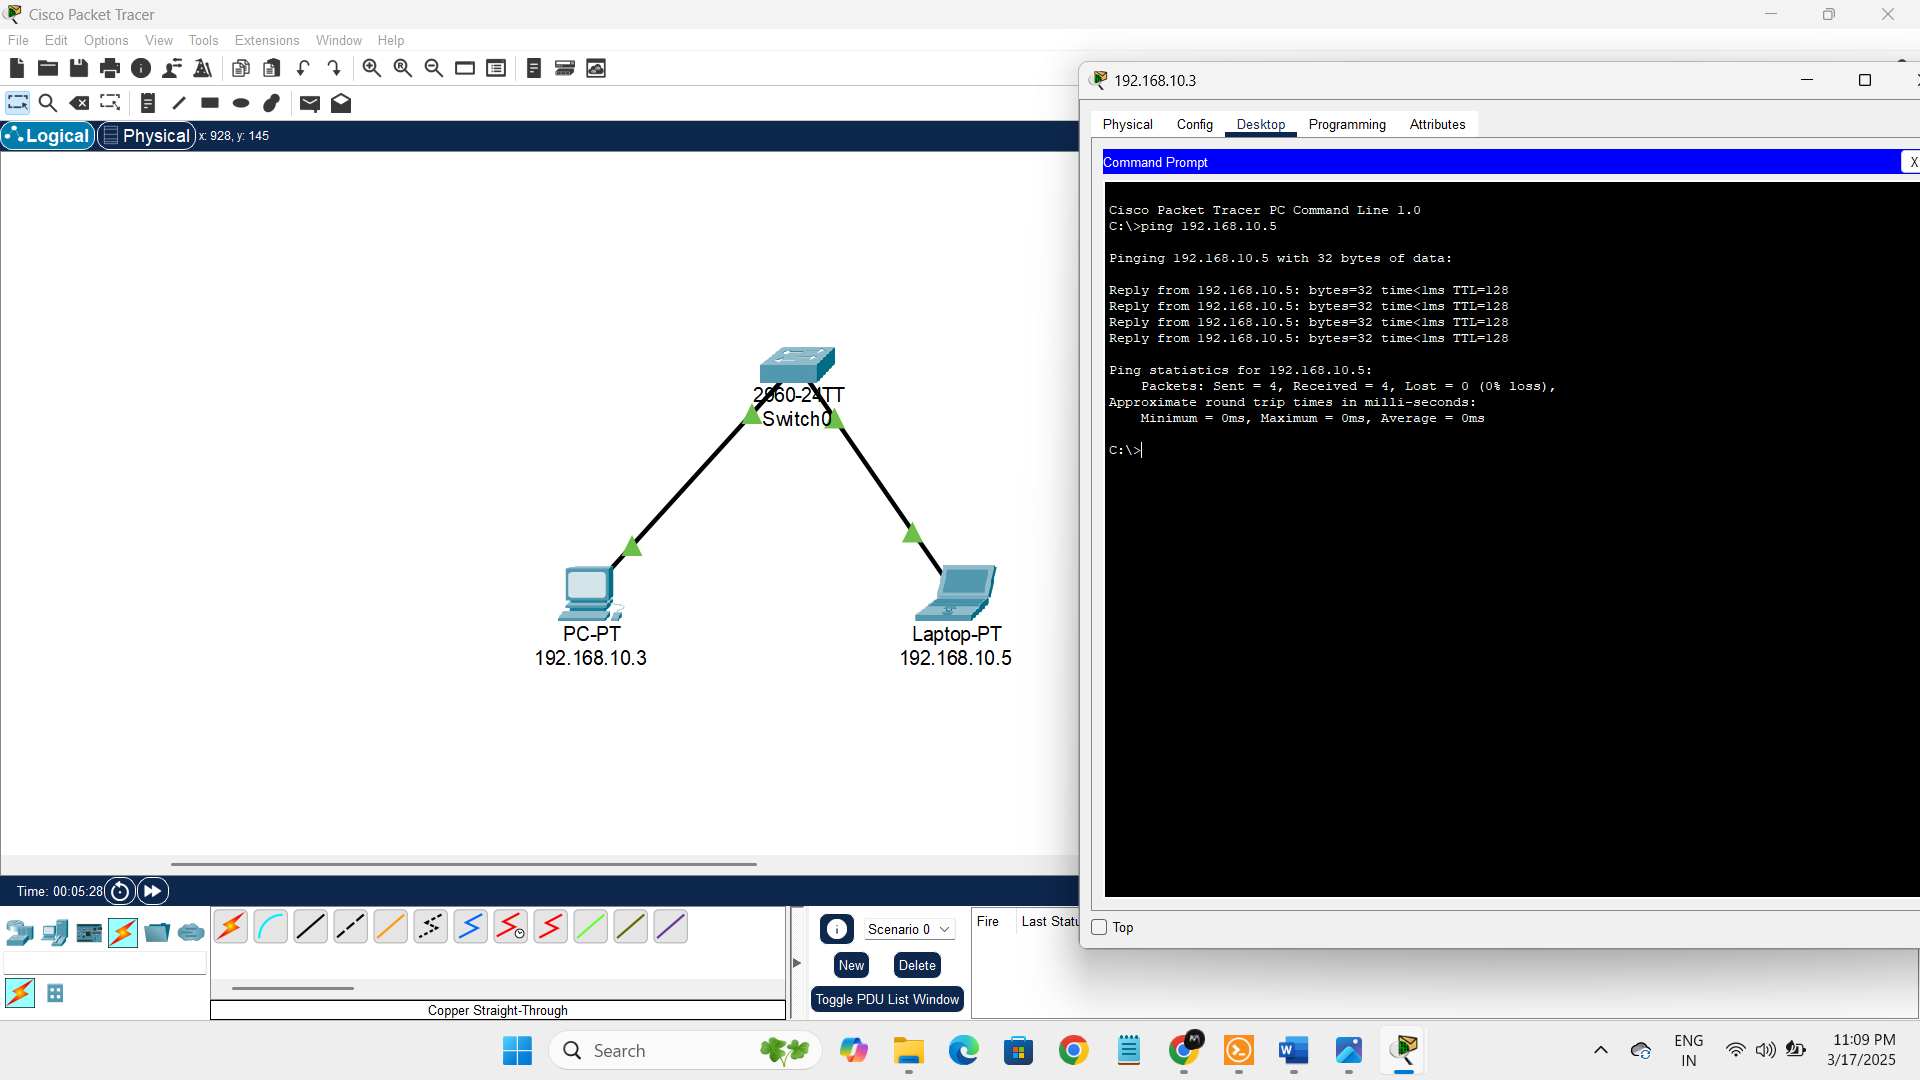 Cisco Packet Tracer
File Edit Options View Tools Extensions Window Help
Logical Physical x: 928, y: 145
2960-24TT
Switch0
PC-PT
192.168.10.3
Laptop-PT
192.168.10.5
192.168.10.3
Physical Config Desktop Programming Attributes
Command Prompt X
Cisco Packet Tracer PC Command Line 1.0
C:\>ping 192.168.10.5
Pinging 192.168.10.5 with 32 bytes of data:
Reply from 192.168.10.5: bytes=32 time<1ms TTL=128
Reply from 192.168.10.5: bytes=32 time<1ms TTL=128
Reply from 192.168.10.5: bytes=32 time<1ms TTL=128
Reply from 192.168.10.5: bytes=32 time<1ms TTL=128
Ping statistics for 192.168.10.5:
Packets: Sent = 4, Received = 4, Lost = 0 (0% loss),
Approximate round trip times in milli-seconds:
Minimum = 0ms, Maximum = 0ms, Average = 0ms
C:\>
Top
Time: 00:05:28
Scenario 0
New Delete
Toggle PDU List Window
Fire Last Statu
Copper Straight-Through
Search
ENG
IN
11:09 PM
3/17/2025